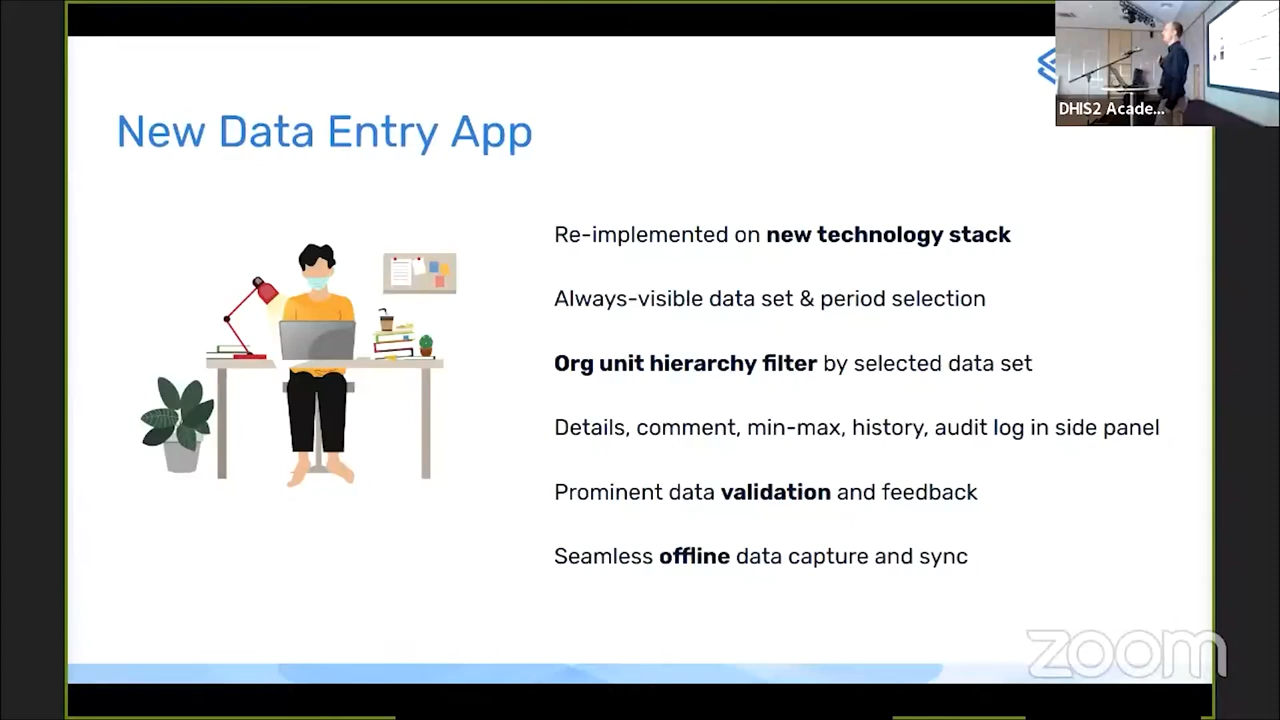 New Data Entry App
DHIS2 Acade...
Re-implemented on new technology stack
Always-visible data set & period selection
Org unit hierarchy filter by selected data set
Details, comment, min-max, history, audit log in side panel
Prominent data validation and feedback
Seamless offline data capture and sync
zoom